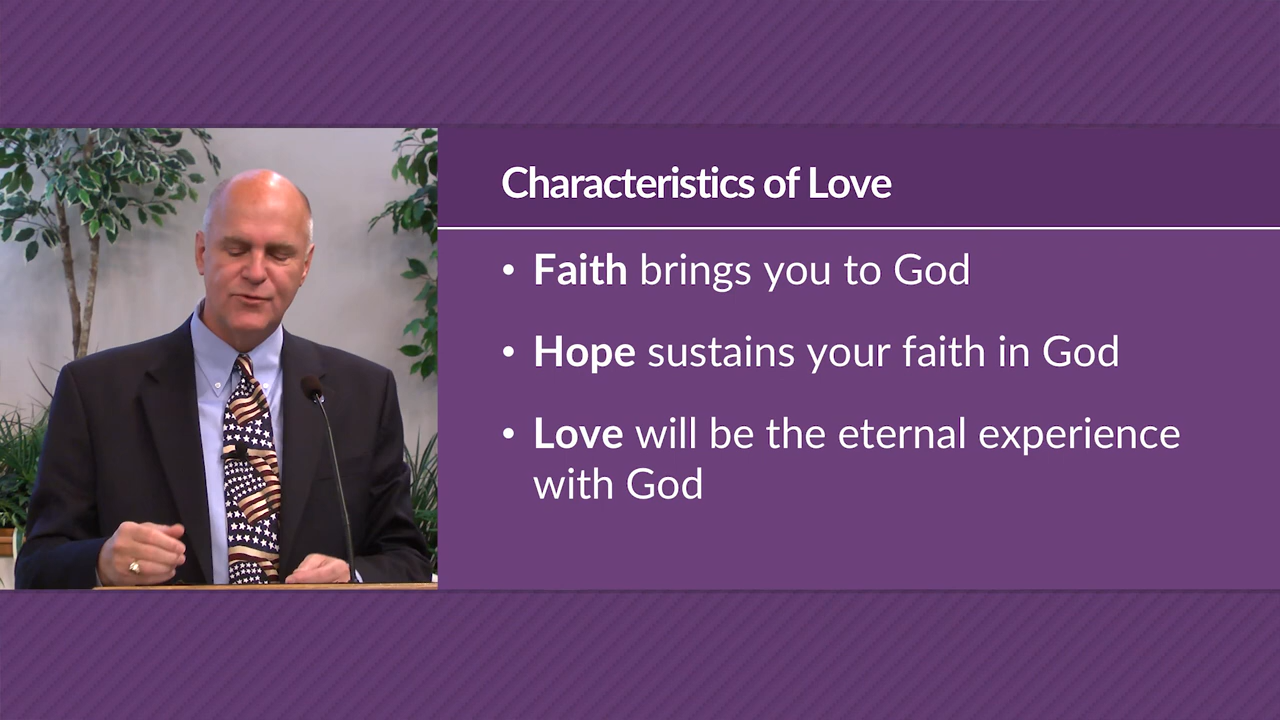 Characteristics of Love
• Faith brings you to God
• Hope sustains your faith in God
• Love will be the eternal experience
with God